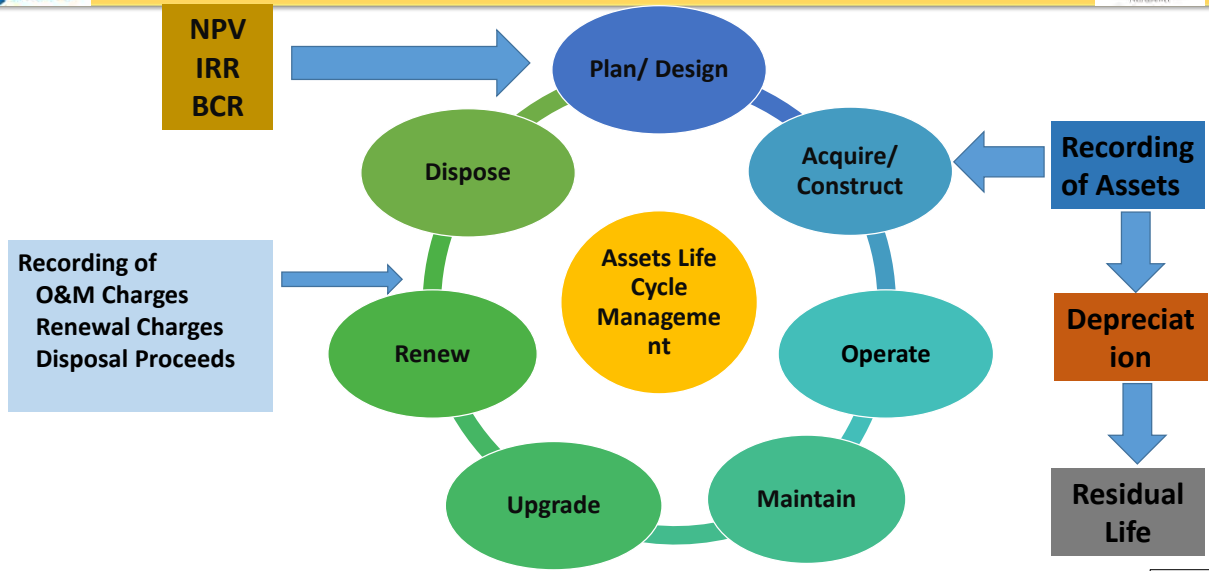 NPV
IRR
BCR
Plan/ Design
Dispose
Acquire/
Construct
Recording
of Assets
Assets Life
Cycle
Manageme
nt
Recording of
O&M Charges
Renewal Charges
Disposal Proceeds
Renew
Operate
Depreciat
ion
Upgrade
Maintain
Residual
Life